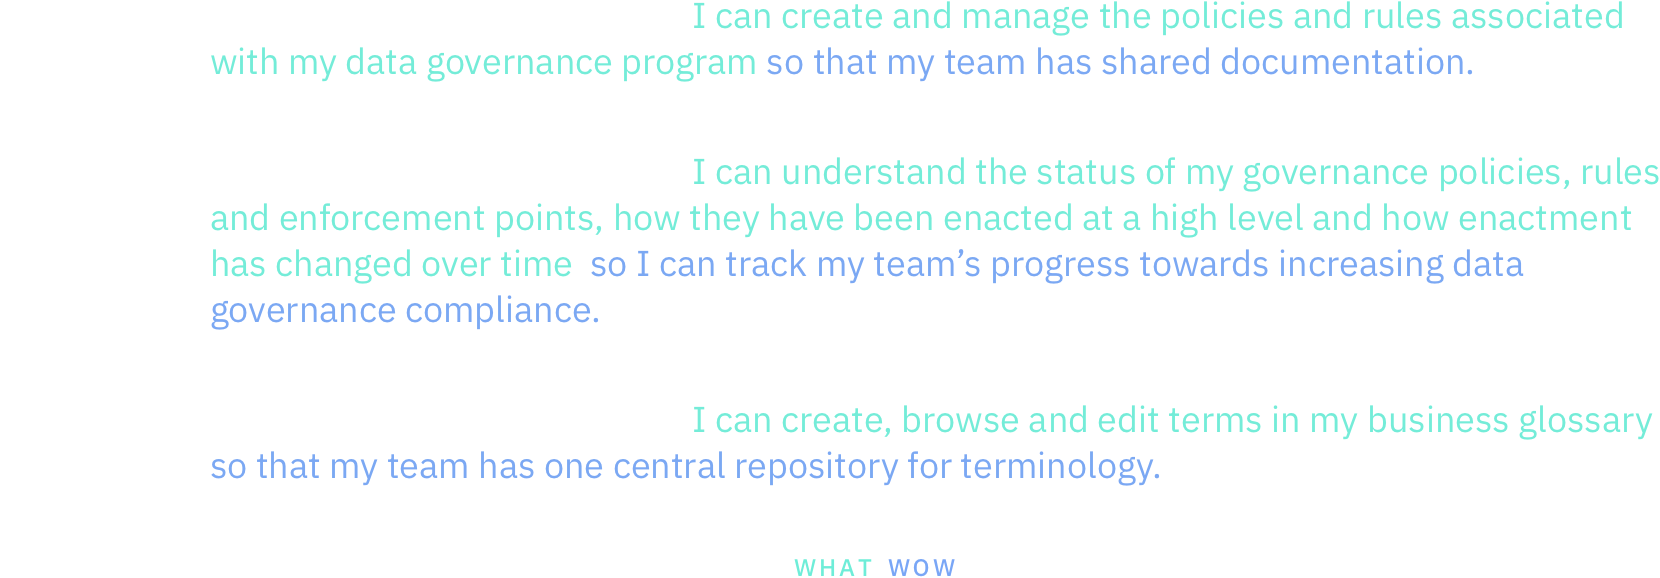 I can create and manage the policies and rules associated
with my data governance program so that my team has shared documentation.
I can understand the status of my governance policies, rules
and enforcement points, how they have been enacted at a high level and how enactment
has changed over time so I can track my team’s progress towards increasing data
governance compliance.
I can create, browse and edit terms in my business glossary
so that my team has one central repository for terminology.
WHAT WOW